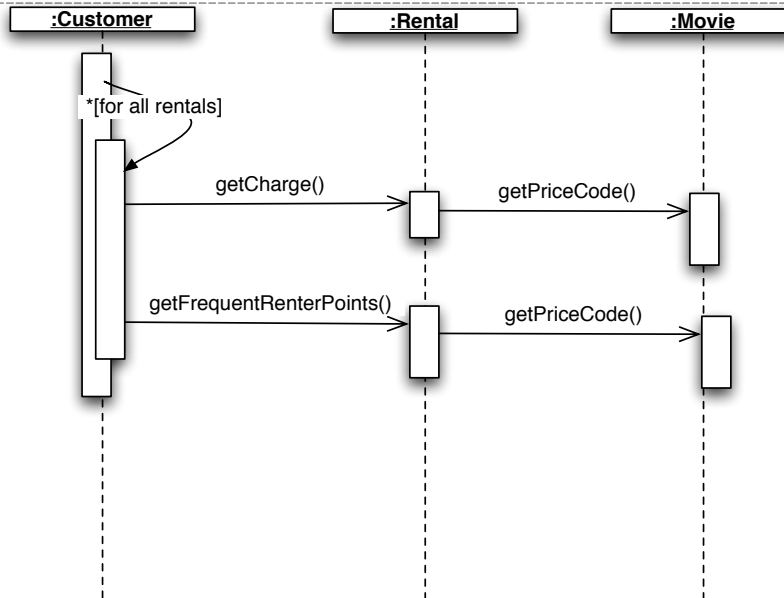 :Customer
:Rental
:Movie
*[for all rentals]
getCharge()
getPriceCode()
getFrequentRenterPoints()
getPriceCode()